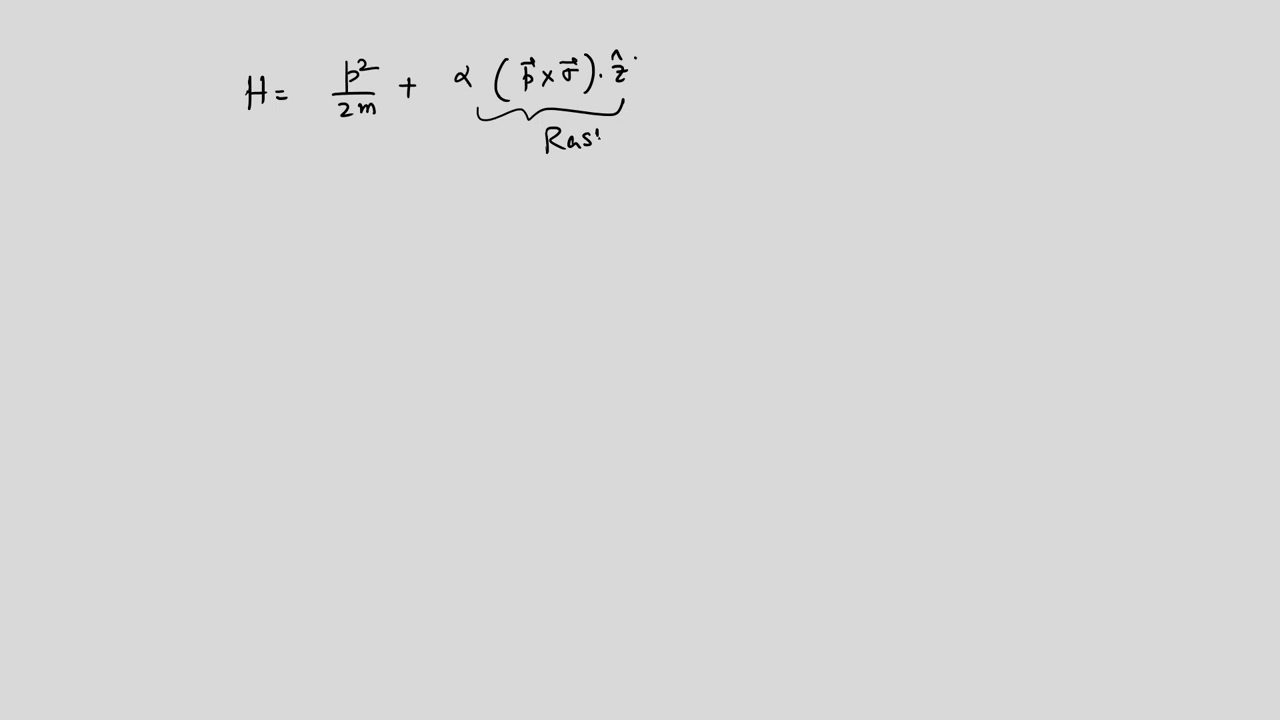 H = p²/2m + α (p⃗ × σ⃗) · ẑ.
Ras